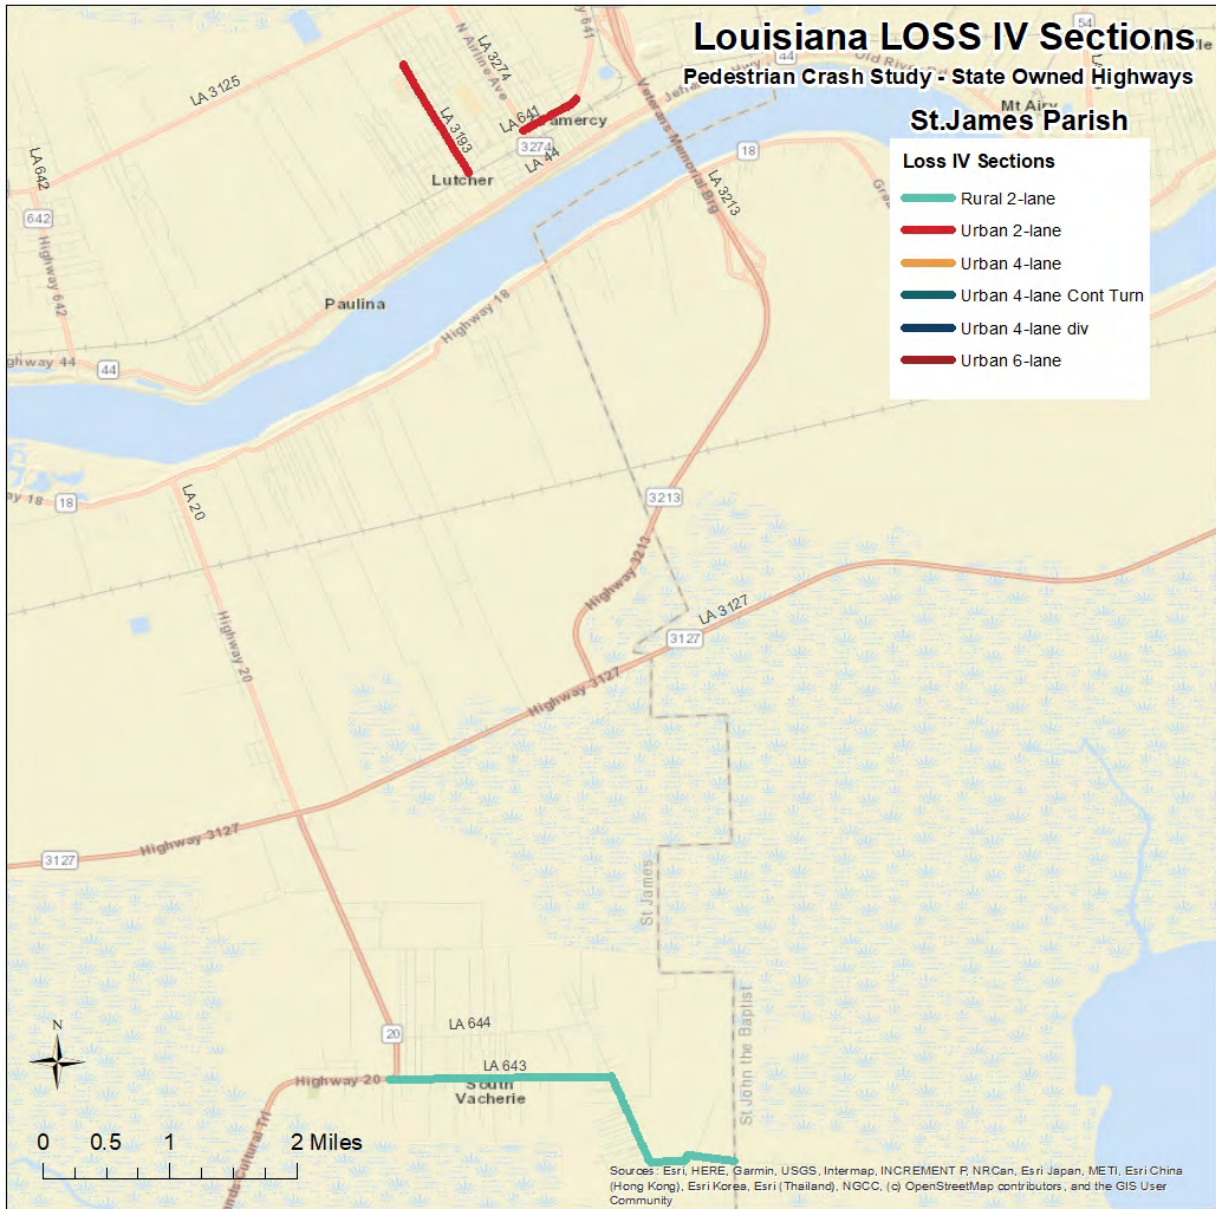 Louisiana LOSS IV Sections
Pedestrian Crash Study - State Owned Highways
St.James Parish
Loss IV Sections
Rural 2-lane
Urban 2-lane
Urban 4-lane
Urban 4-lane Cont Turn
Urban 4-lane div
Urban 6-lane
54
44
Old River
Mt Airy
LA 3125
N Airline Ave
LA 3274
641
LA 641
LA 3193
3274
LA 44
Lutcher
Veterans Memorial Brg
LA 3213
18
LA 642
642
Highway 642
Paulina
Highway 18
44
18
LA 20
3213
Highway 3213
LA 3127
3127
Highway 20
Highway 3127
Highway 3127
3127
St James
St John the Baptist
20
LA 644
LA 643
Highway 20
South
Vacherie
N
0 0.5 1 2 Miles
Sources: Esri, HERE, Garmin, USGS, Intermap, INCREMENT P, NRCan, Esri Japan, METI, Esri China
(Hong Kong), Esri Korea, Esri (Thailand), NGCC, (c) OpenStreetMap contributors, and the GIS User
Community